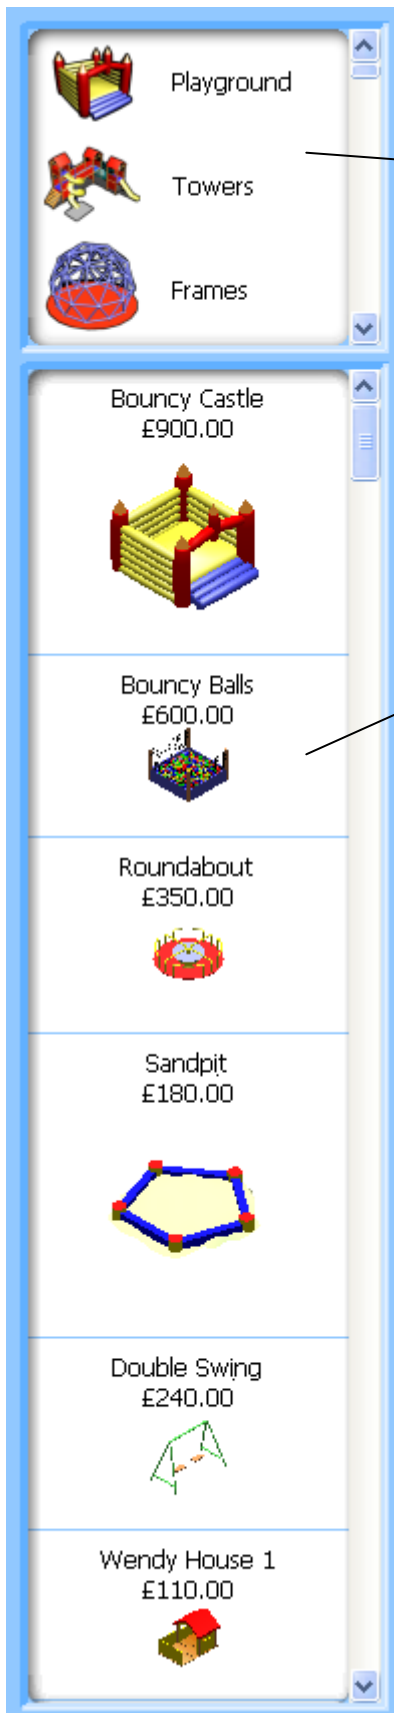 Playground
Towers
Frames
Bouncy Castle
£900.00
Bouncy Balls
£600.00
Roundabout
£350.00
Sandpit
£180.00
Double Swing
£240.00
Wendy House 1
£110.00